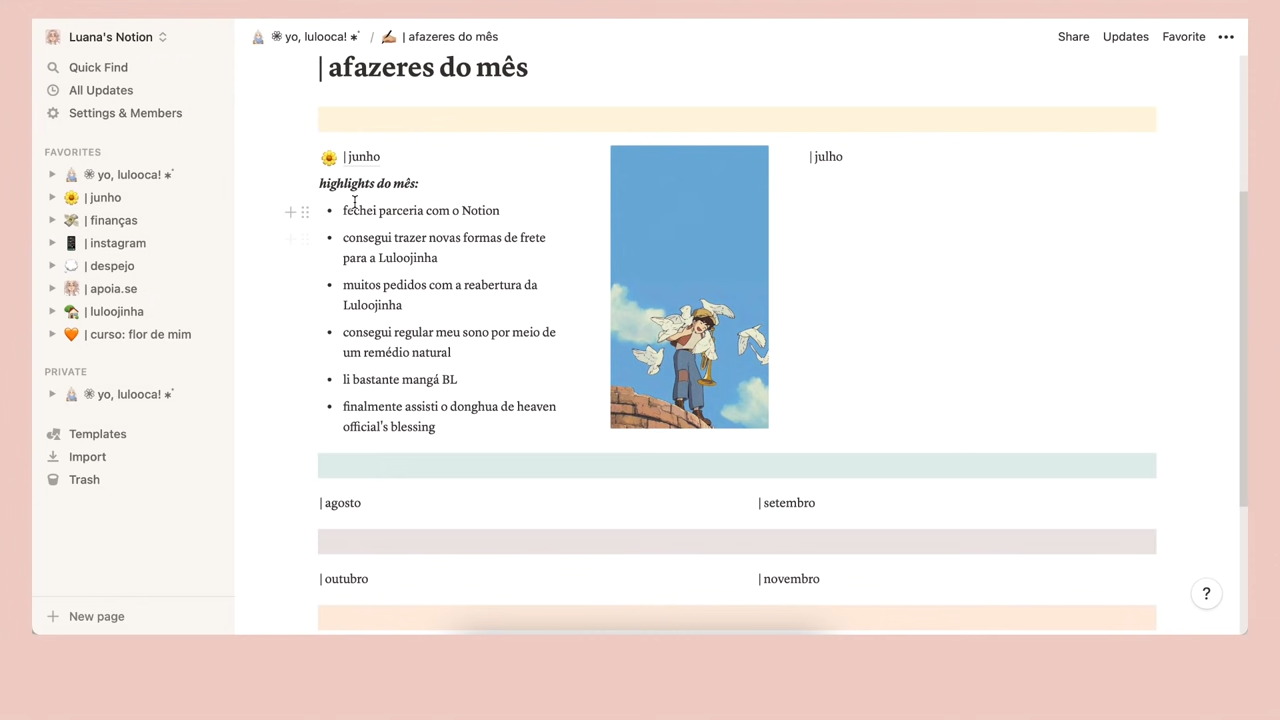 Luana's Notion
Quick Find
All Updates
Settings & Members
FAVORITES
yo, lulooca!
| junho
| finanças
| instagram
| despejo
| apoia.se
| luloojinha
| curso: flor de mim
PRIVATE
yo, lulooca!
Templates
Import
Trash
New page
yo, lulooca! / | afazeres do mês
Share Updates Favorite
| afazeres do mês
| junho
highlights do mês:
• fechei parceria com o Notion
• consegui trazer novas formas de frete
para a Luloojinha
• muitos pedidos com a reabertura da
Luloojinha
• consegui regular meu sono por meio de
um remédio natural
• li bastante mangá BL
• finalmente assisti o donghua de heaven
official's blessing
| julho
| agosto
| setembro
| outubro
| novembro
?